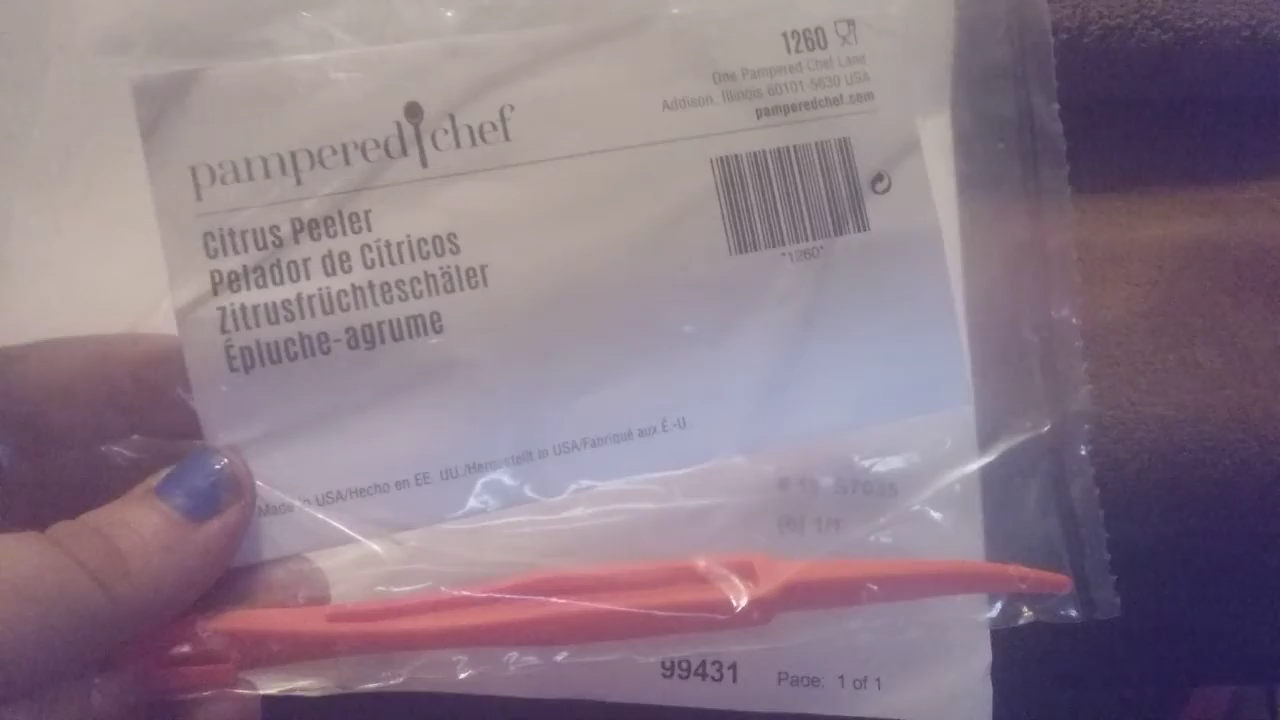 1260
One Pampered Chef Lane
Addison, Illinois 60101-5630 USA
pamperedchef.com
pampered chef
*1260*
Citrus Peeler
Pelador de Cítricos
Zitrusfrüchteschäler
Épluche-agrume
Made in USA/Hecho en EE. UU./Hergestellt in USA/Fabriqué aux É.-U.
99431
Page: 1 of 1